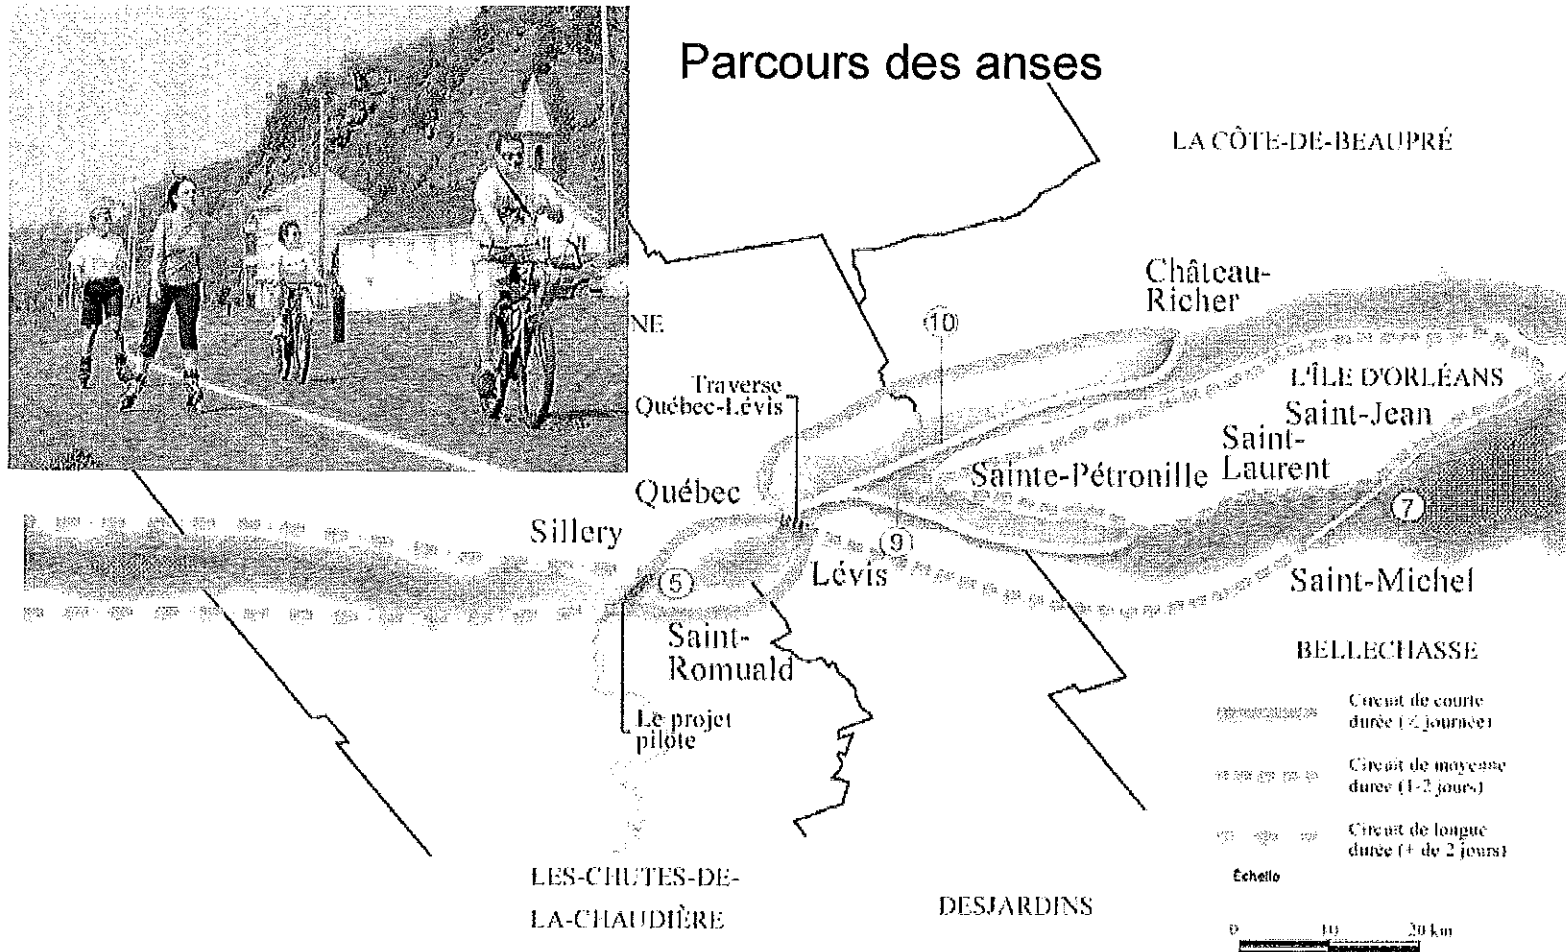 Parcours des anses
LA CÔTE-DE-BEAUPRÉ
Château-
Richer
10
NE
Traverse
Québec-Lévis
L'ÎLE D'ORLÉANS
Saint-Jean
Saint-
Laurent
Sainte-Pétronille
Québec
7
Sillery
9
Lévis
5
Saint-Michel
Saint-
Romuald
BELLECHASSE
Le projet
pilote
Circuit de courte
durée (< journée)
Circuit de moyenne
durée (1-2 jours)
Circuit de longue
durée (+ de 2 jours)
Échelle
LES-CHUTES-DE-
LA-CHAUDIÈRE
DESJARDINS
0 10 20 km